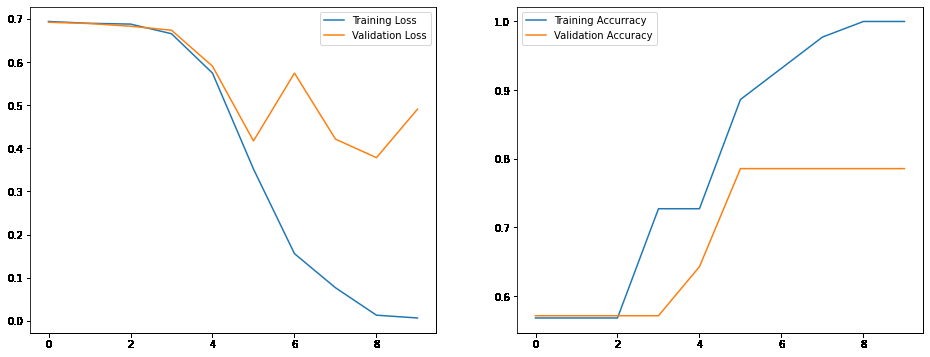 Training Loss
Validation Loss
0.7
0.6
0.5
0.4
0.3
0.2
0.1
0.0
0 2 4 6 8
Training Accurracy
Validation Accuracy
1.0
0.9
0.8
0.7
0.6
0 2 4 6 8